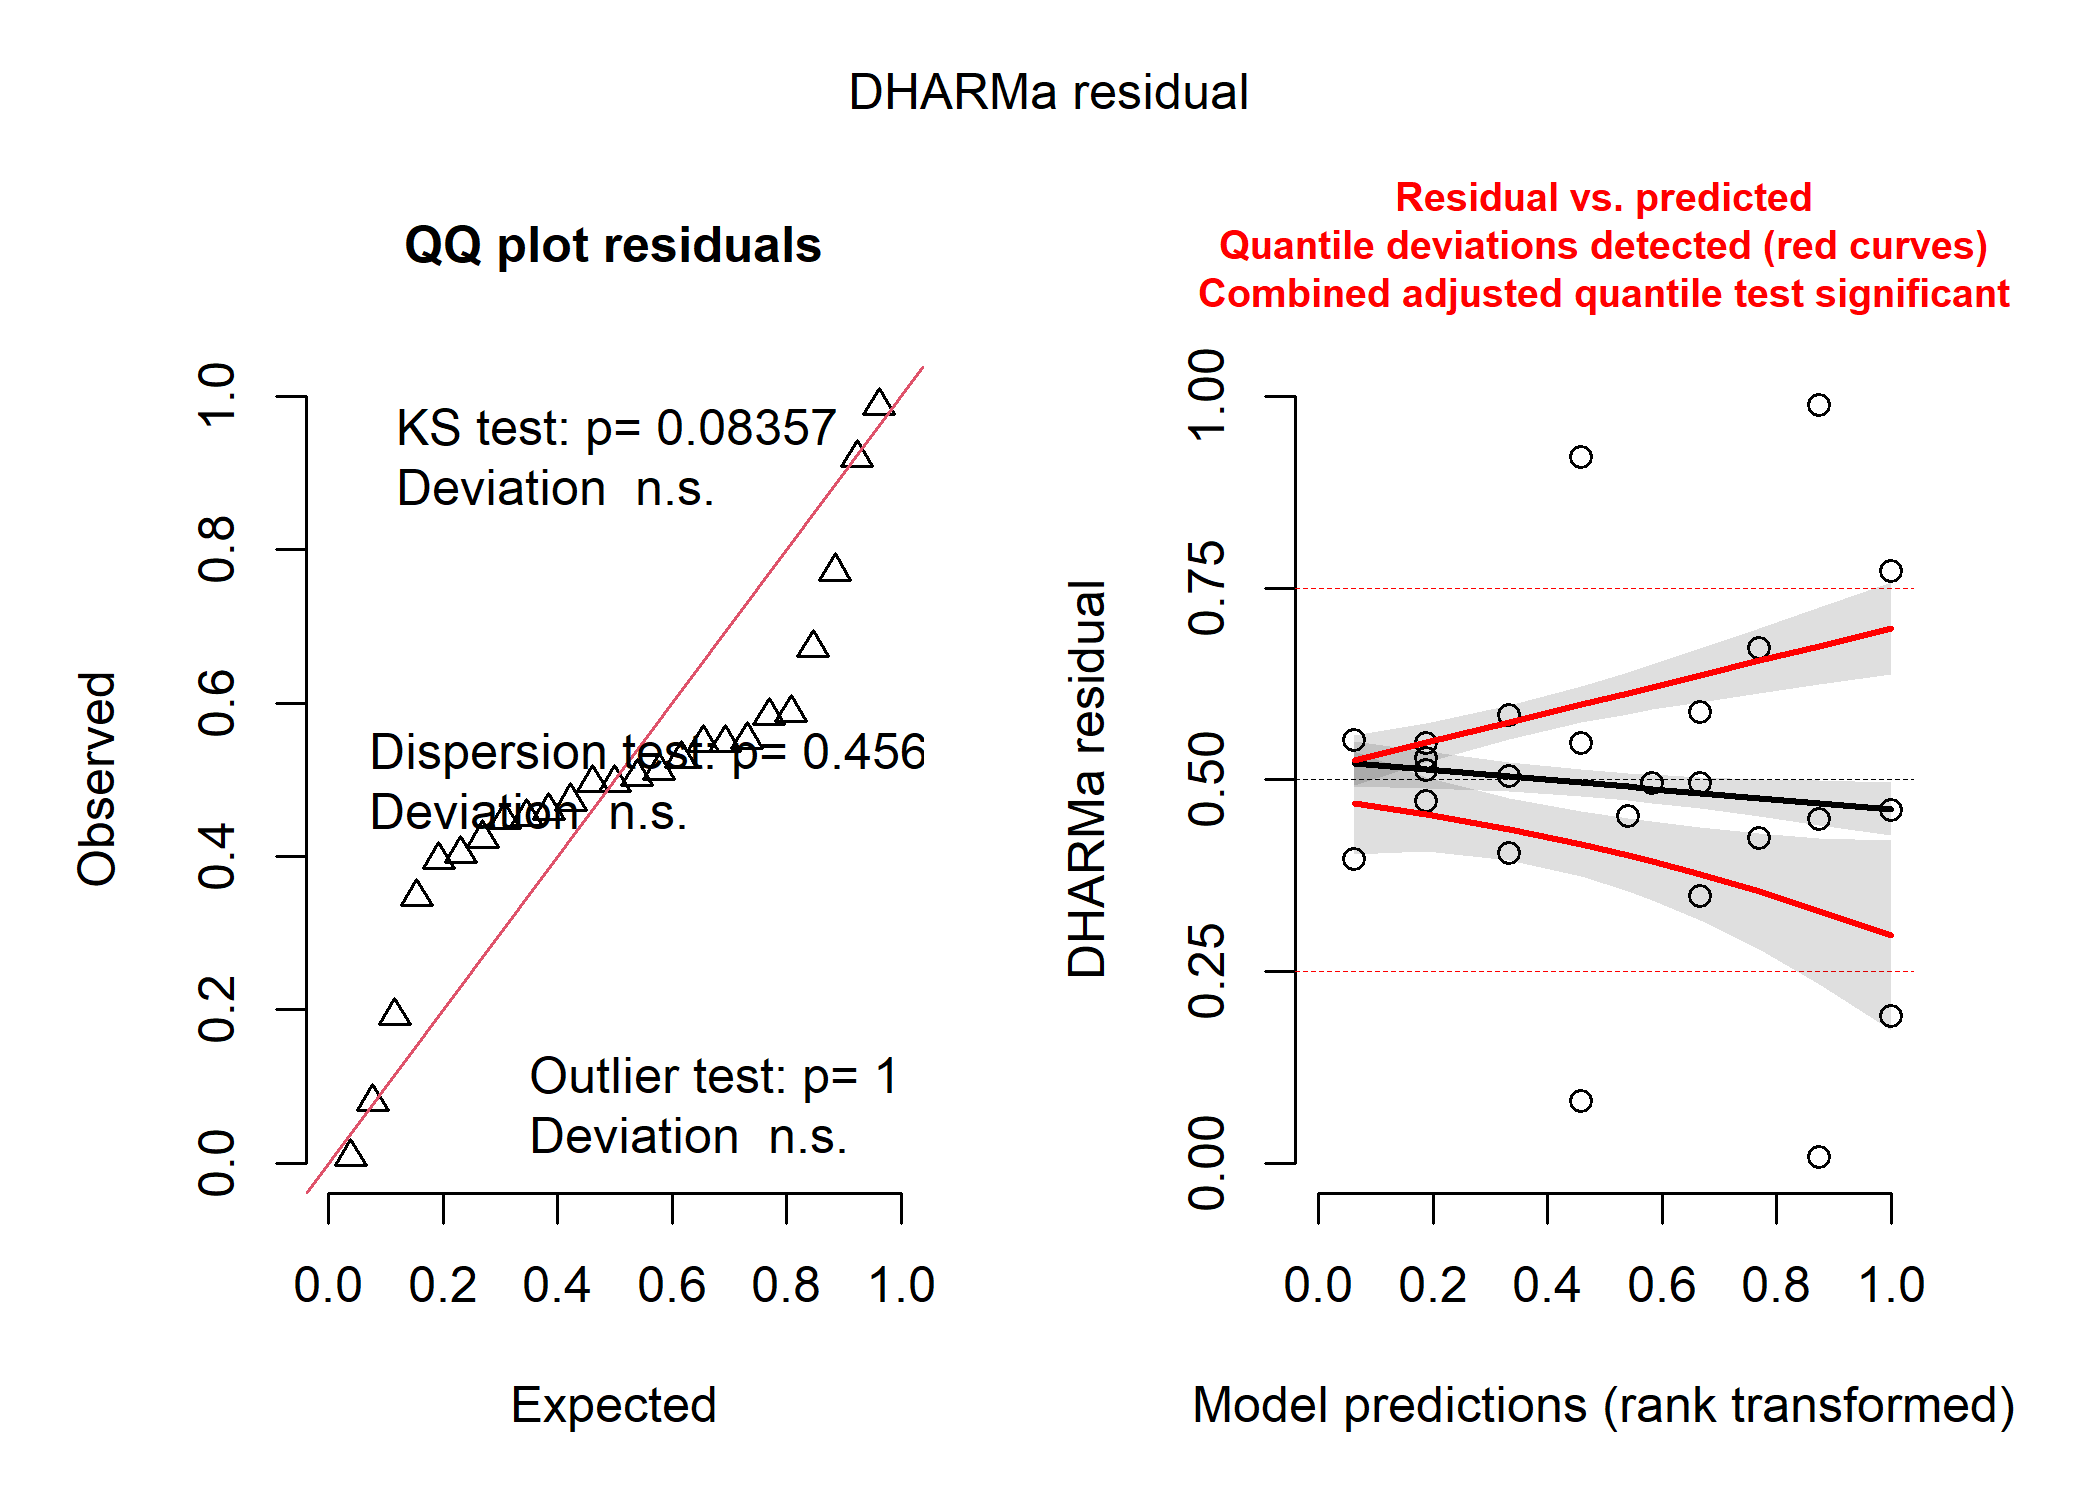 DHARMa residual
QQ plot residuals
KS test: p= 0.08357
Deviation  n.s.
Dispersion test: p= 0.456
Deviation  n.s.
Outlier test: p= 1
Deviation  n.s.
Observed
0.0 0.2 0.4 0.6 0.8 1.0
0.0 0.2 0.4 0.6 0.8 1.0
Expected
Residual vs. predicted
Quantile deviations detected (red curves)
Combined adjusted quantile test significant
DHARMa residual
0.00 0.25 0.50 0.75 1.00
0.0 0.2 0.4 0.6 0.8 1.0
Model predictions (rank transformed)